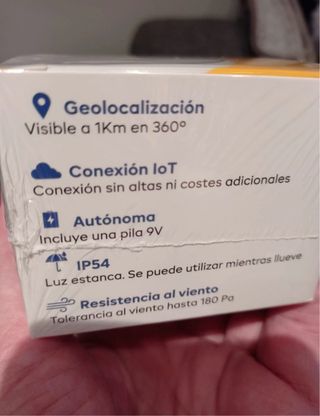 Geolocalización
Visible a 1Km en 360º
Conexión IoT
Conexión sin altas ni costes adicionales
Autónoma
Incluye una pila 9V
IP54
Luz estanca. Se puede utilizar mientras llueve
Resistencia al viento
Tolerancia al viento hasta 180 Pa